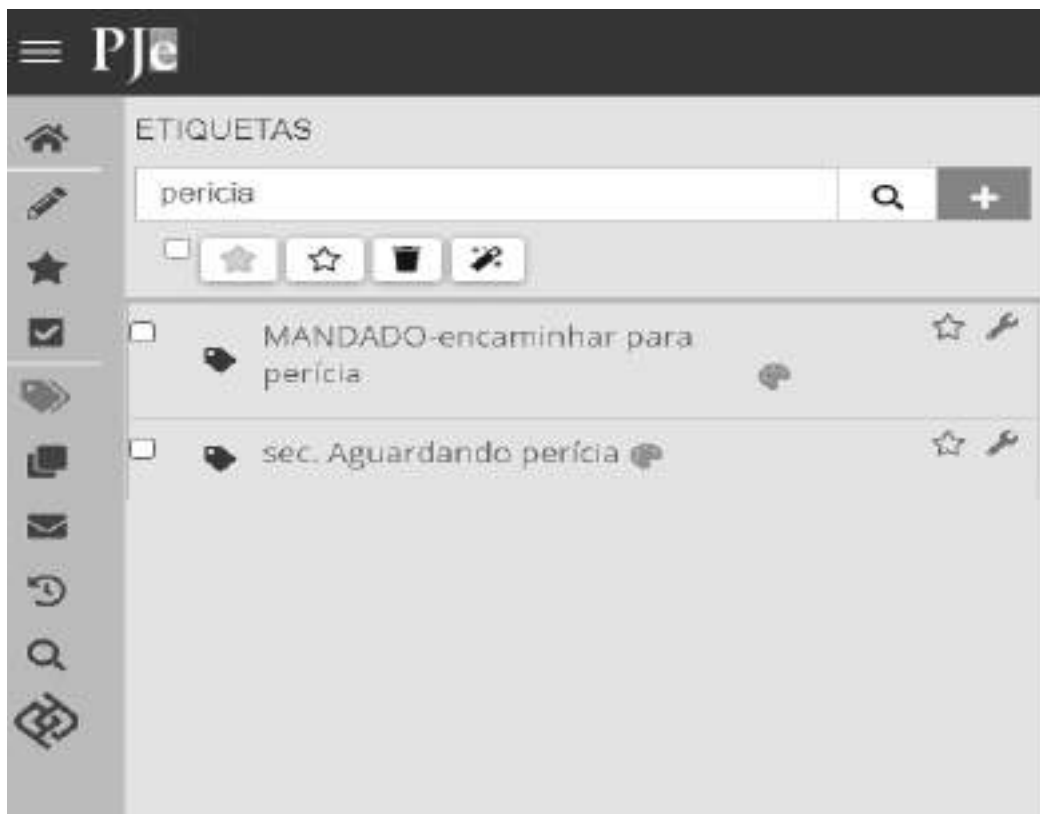 PJe
ETIQUETAS
pericia
MANDADO-encaminhar para
perícia
sec. Aguardando perícia